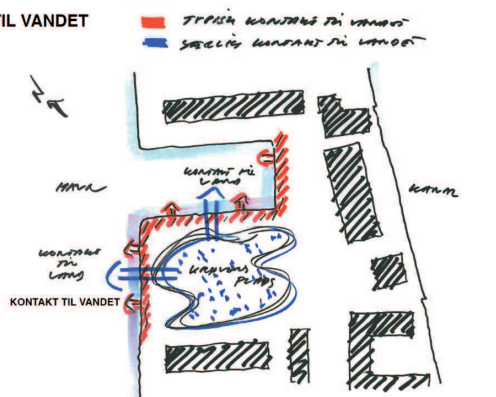 TIL VANDET
TYPISK KONTAKT TIL VANDET
SÆRLIG KONTAKT TIL VANDET
HAVN
KONTAKT TIL
VAND
KANAL
KONTAKT
TIL
VAND
PLADS
KONTAKT TIL VANDET